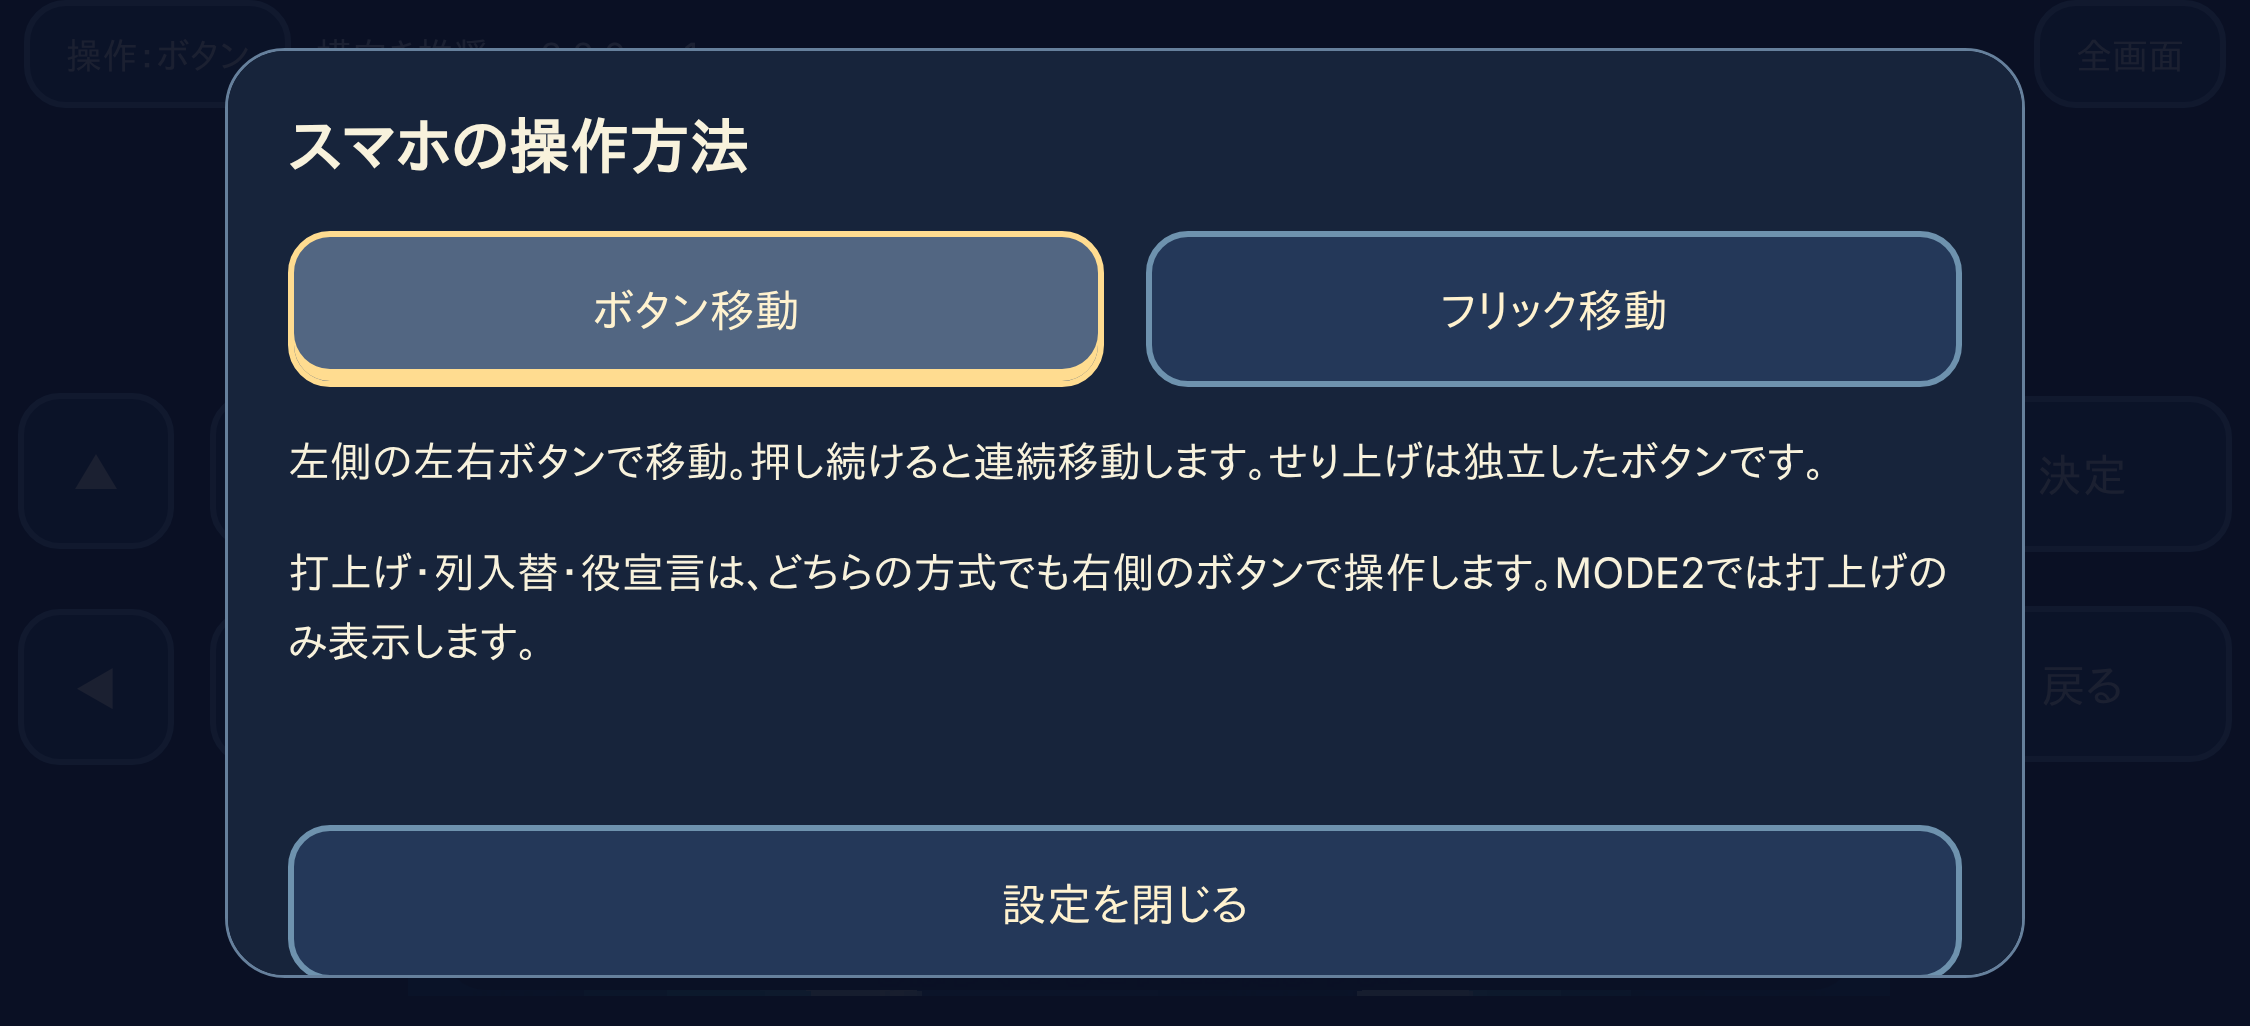 操作:ボタン
全画面
スマホの操作方法
ボタン移動
フリック移動
左側の左右ボタンで移動。押し続けると連続移動します。せり上げは独立したボタンです。
打上げ・列入替・役宣言は、どちらの方式でも右側のボタンで操作します。MODE2では打上げの
み表示します。
▲
決定
◀
戻る
設定を閉じる